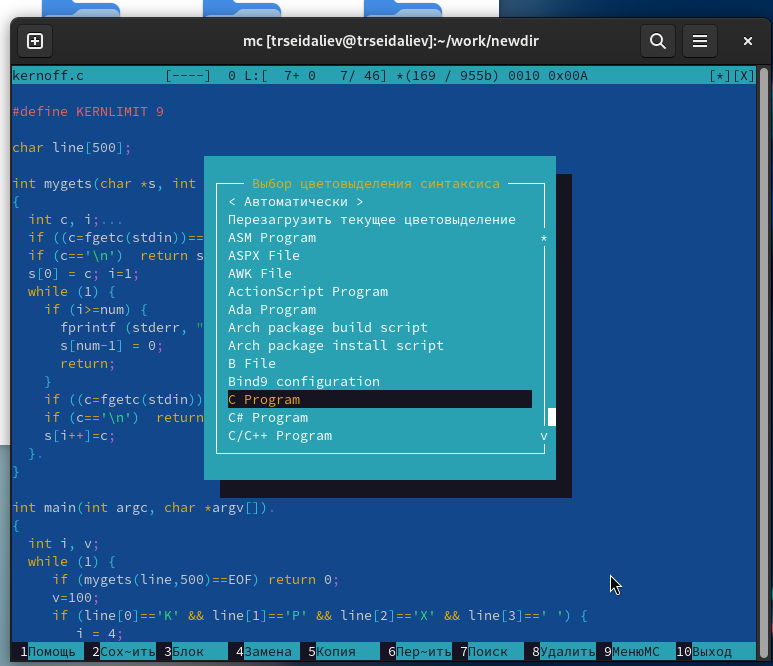 mc [trseidaliev@trseidaliev]:~/work/newdir
kernoff.c [----] 0 L:[ 7+ 0 7/ 46] *(169 / 955b) 0010 0x00A [*][X]
#define KERNLIMIT 9
char line[500];
int mygets(char *s, int
{
int c, i;...
if ((c=fgetc(stdin))==
if (c=='\n') return s
s[0] = c; i=1;
while (1) {
if (i>=num) {
fprintf (stderr, "
s[num-1] = 0;
return;
}
if ((c=fgetc(stdin))
if (c=='\n') return
s[i++]=c;
}.
}
int main(int argc, char *argv[]).
{
int i, v;
while (1) {
if (mygets(line,500)==EOF) return 0;
v=100;
if (line[0]=='K' && line[1]=='P' && line[2]=='X' && line[3]==' ') {
i = 4;
Выбор цветовыделения синтаксиса
< Автоматически >
Перезагрузить текущее цветовыделение
ASM Program
ASPX File
AWK File
ActionScript Program
Ada Program
Arch package build script
Arch package install script
B File
Bind9 configuration
C Program
C# Program
C/C++ Program
1Помощь 2Сох~ить 3Блок 4Замена 5Копия 6Пер~ить 7Поиск 8Удалить 9МенюMC 10Выход